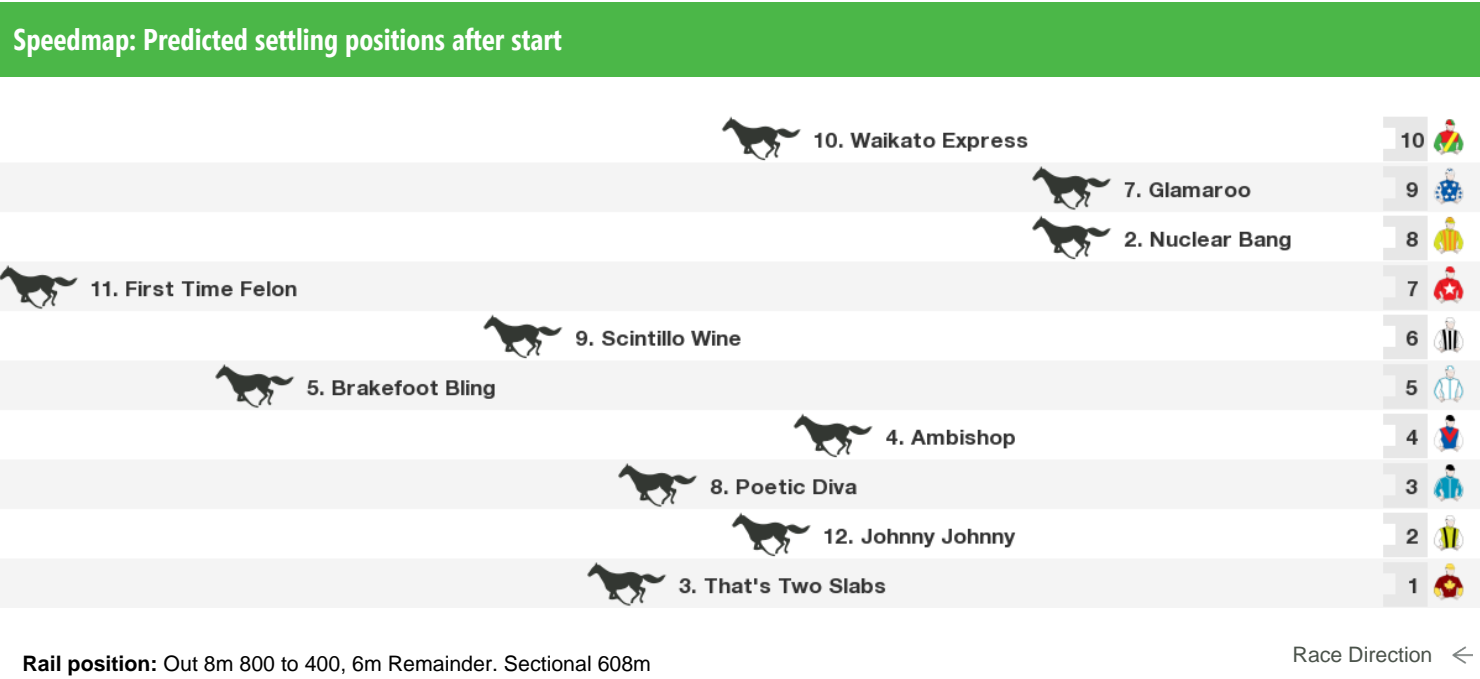 Speedmap: Predicted settling positions after start
10. Waikato Express 10
7. Glamaroo 9
2. Nuclear Bang 8
11. First Time Felon 7
9. Scintillo Wine 6
5. Brakefoot Bling 5
4. Ambishop 4
8. Poetic Diva 3
12. Johnny Johnny 2
3. That's Two Slabs 1
Rail position: Out 8m 800 to 400, 6m Remainder. Sectional 608m
Race Direction